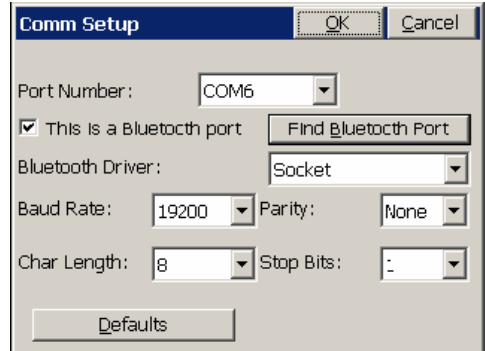 Comm Setup OK Cancel
Port Number: COM6
This is a Bluetooth port Find Bluetooth Port
Bluetooth Driver: Socket
Baud Rate: 19200 Parity: None
Char Length: 8 Stop Bits:
Defaults